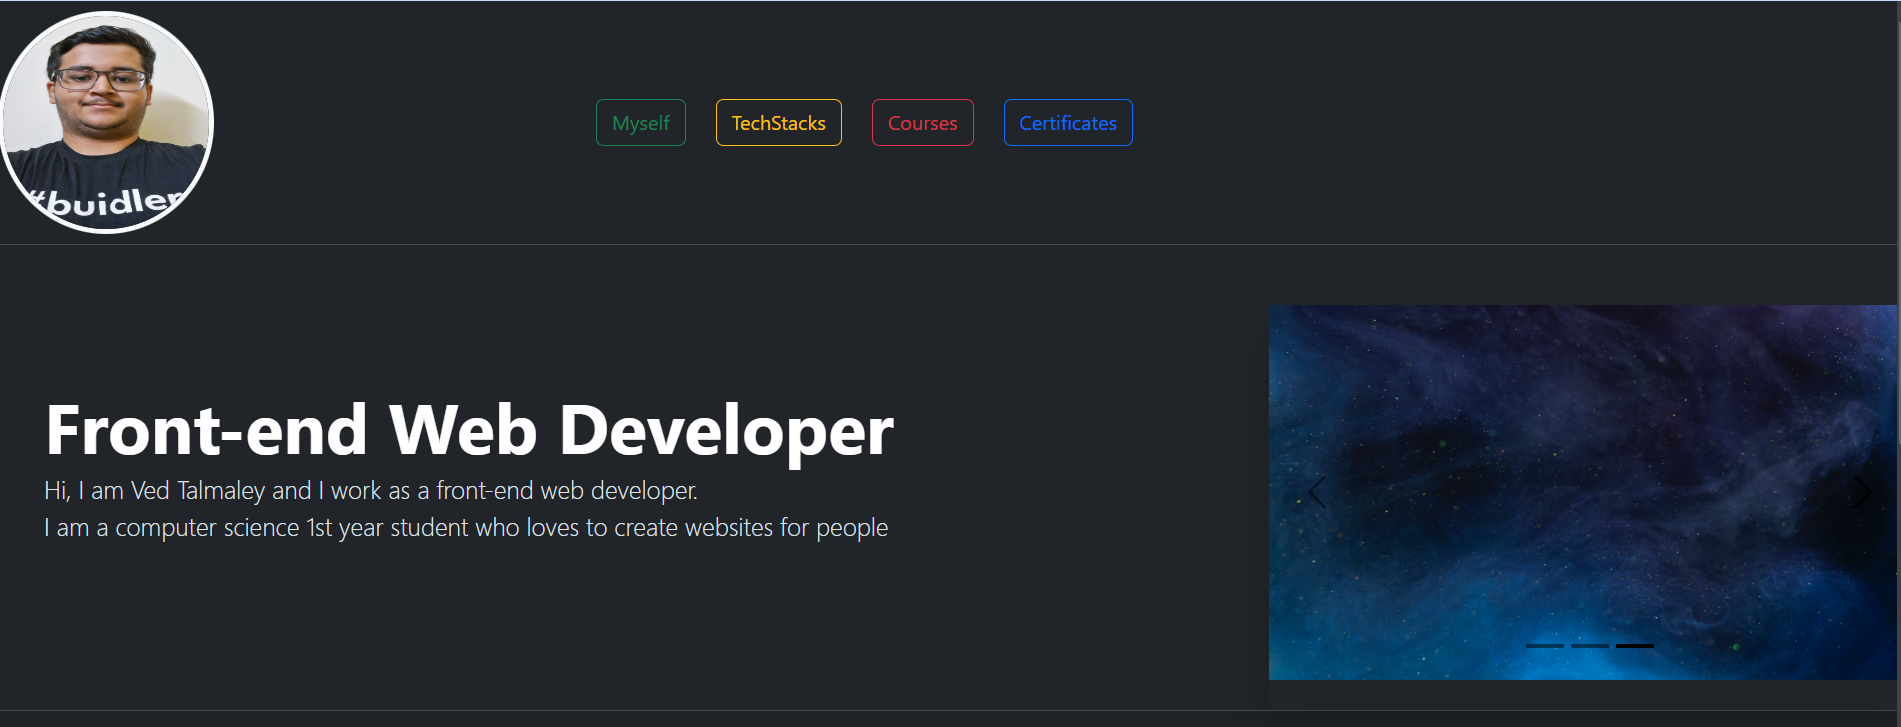 #buidler
Myself
TechStacks
Courses
Certificates
Front-end Web Developer
Hi, I am Ved Talmaley and I work as a front-end web developer.
I am a computer science 1st year student who loves to create websites for people